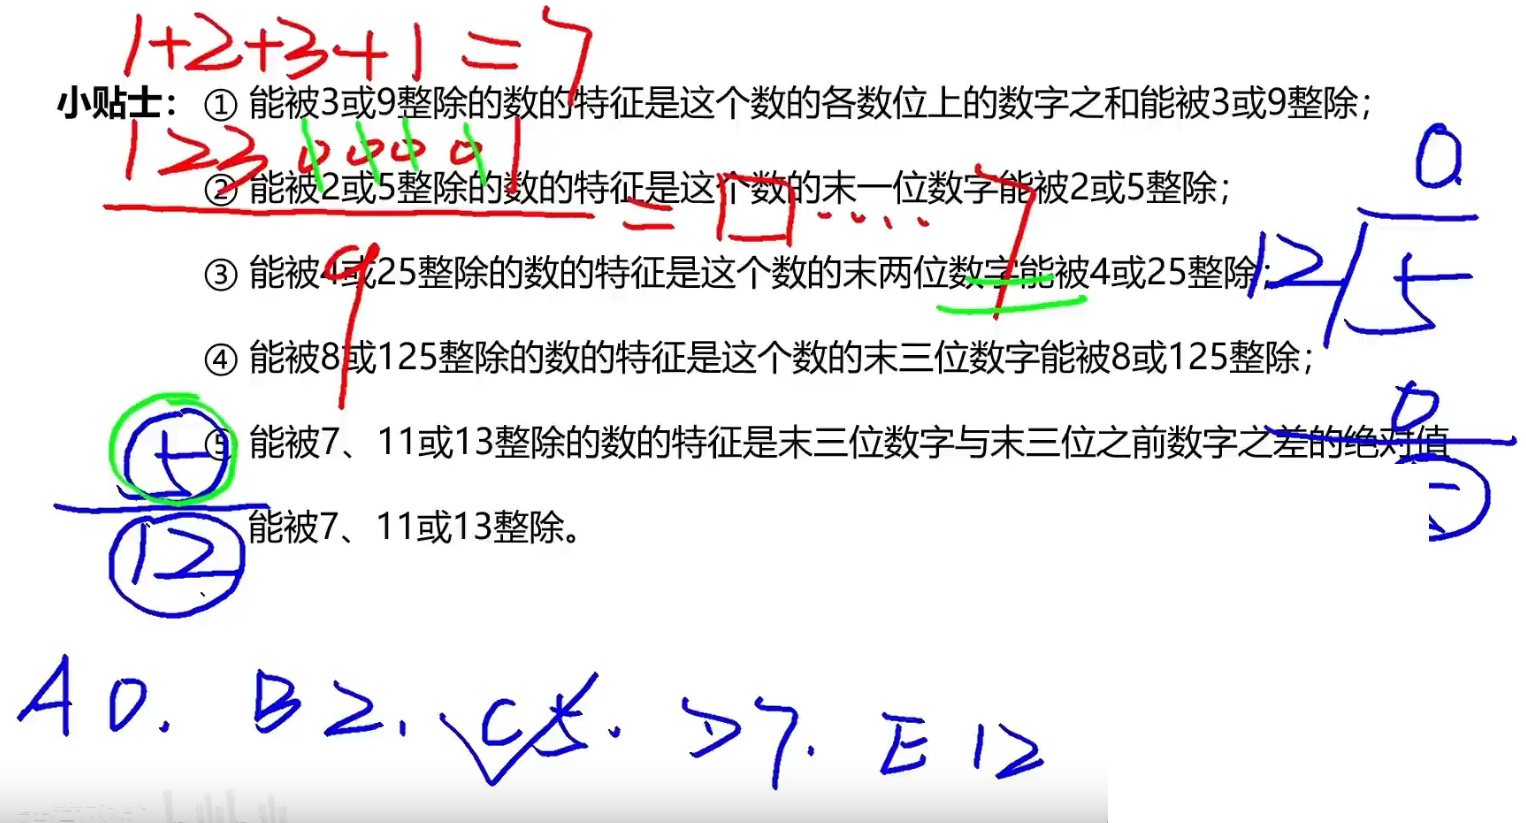 1+2+3+1=7
小贴士：① 能被3或9整除的数的特征是这个数的各数位上的数字之和能被3或9整除；
12300001
② 能被2或5整除的数的特征是这个数的末一位数字能被2或5整除；
= □ …… 7
9
0
12 5
③ 能被4或25整除的数的特征是这个数的末两位数字能被4或25整除；
④ 能被8或125整除的数的特征是这个数的末三位数字能被8或125整除；
0
5
⑤ 能被7、11或13整除的数的特征是末三位数字与末三位之前数字之差的绝对值
12
能被7、11或13整除。
A 0. B 2. C 5. D 7. E 12